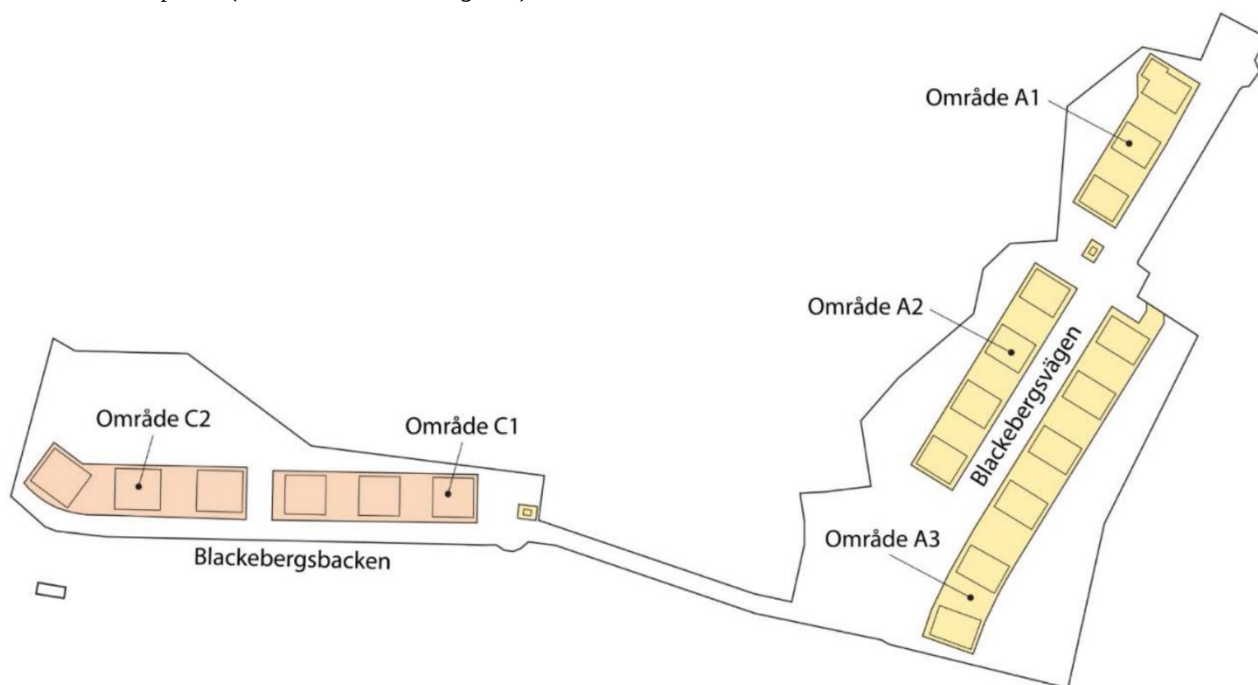 Område A1
Område A2
Blackebergsvägen
Område C2
Område C1
Område A3
Blackebergsbacken